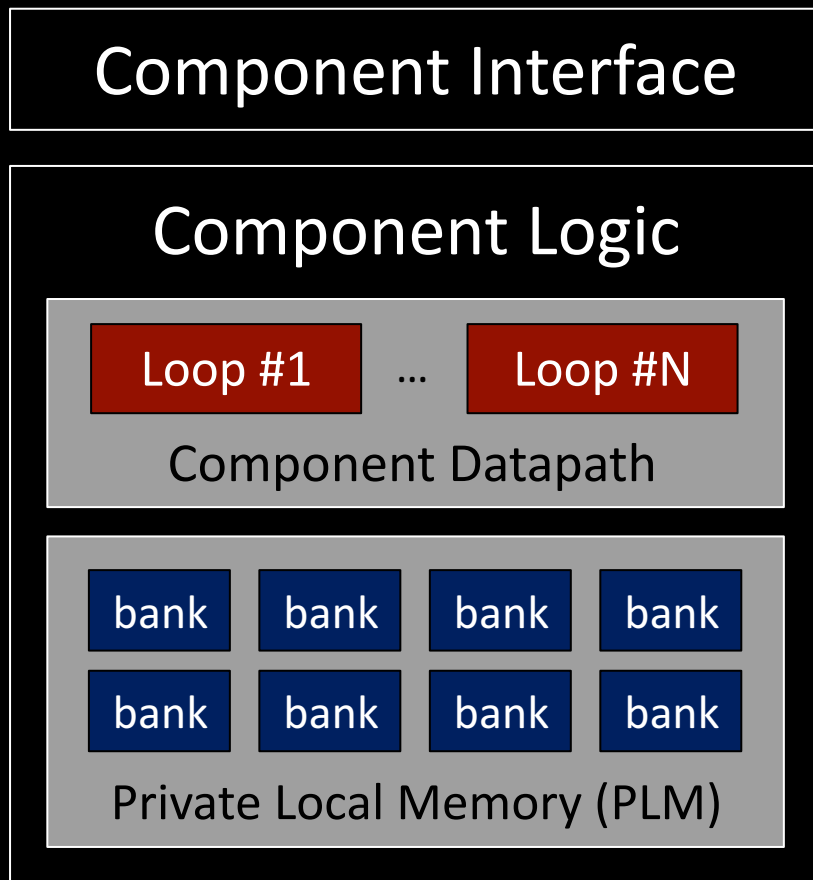 Component Interface
Component Logic
Loop #1 ... Loop #N
Component Datapath
bank bank bank bank
bank bank bank bank
Private Local Memory (PLM)